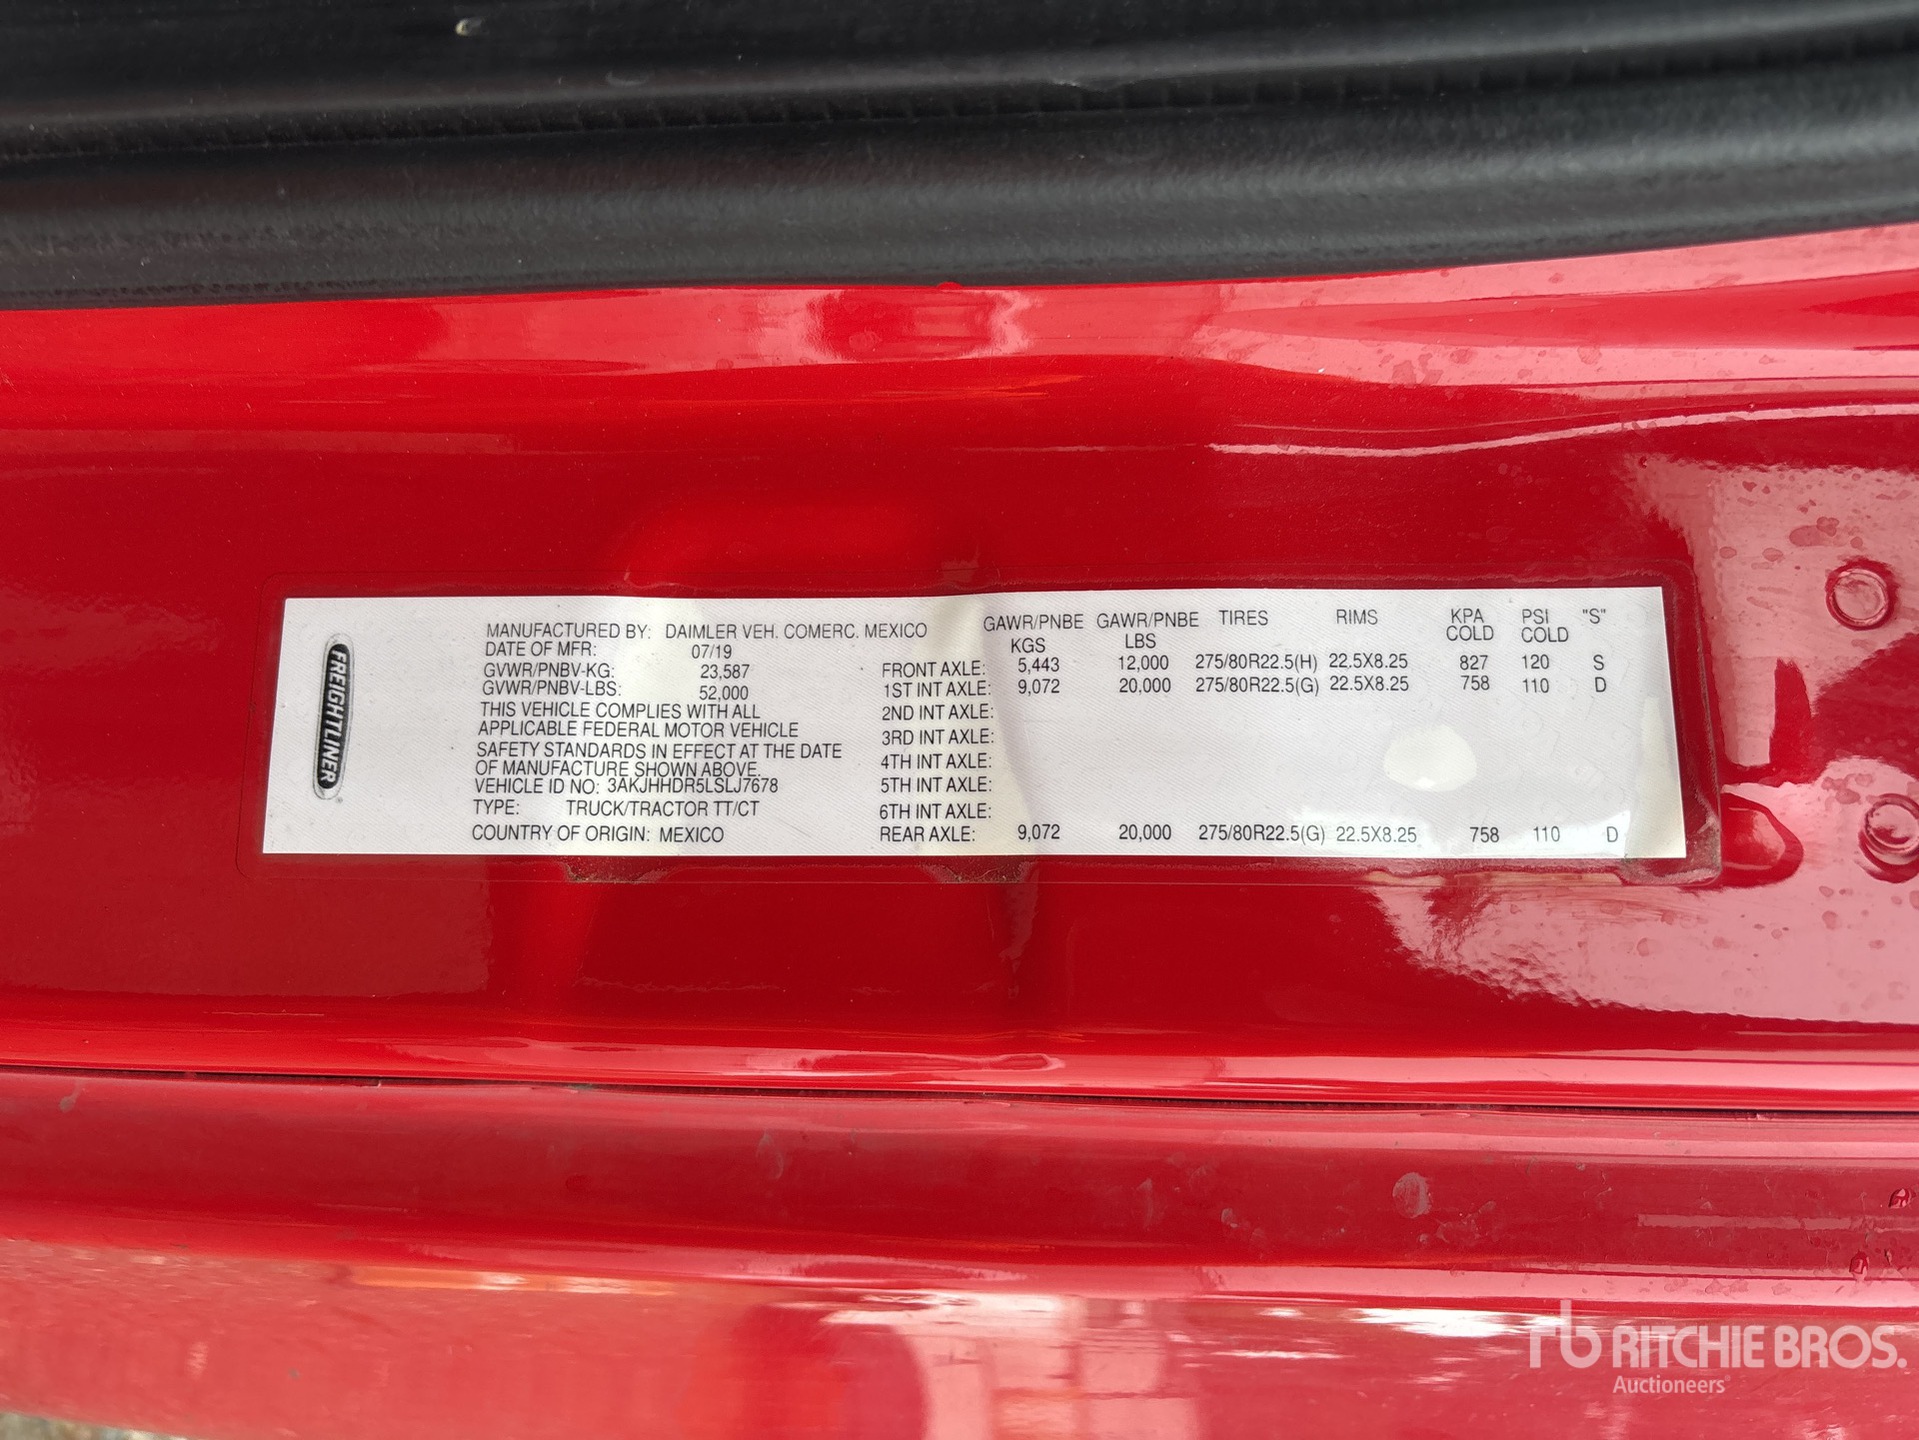 FREIGHTLINER
MANUFACTURED BY: DAIMLER VEH. COMERC. MEXICO
DATE OF MFR: 07/19
GVWR/PNBV-KG: 23,587
GVWR/PNBV-LBS: 52,000
THIS VEHICLE COMPLIES WITH ALL
APPLICABLE FEDERAL MOTOR VEHICLE
SAFETY STANDARDS IN EFFECT AT THE DATE
OF MANUFACTURE SHOWN ABOVE.
VEHICLE ID NO: 3AKJHHDR5LSLJ7678
TYPE: TRUCK/TRACTOR TT/CT
COUNTRY OF ORIGIN: MEXICO
GAWR/PNBE GAWR/PNBE TIRES RIMS KPA PSI "S"
KGS LBS COLD COLD
FRONT AXLE: 5,443 12,000 275/80R22.5(H) 22.5X8.25 827 120 S
1ST INT AXLE: 9,072 20,000 275/80R22.5(G) 22.5X8.25 758 110 D
2ND INT AXLE:
3RD INT AXLE:
4TH INT AXLE:
5TH INT AXLE:
6TH INT AXLE:
REAR AXLE: 9,072 20,000 275/80R22.5(G) 22.5X8.25 758 110 D
rb RITCHIE BROS.
Auctioneers